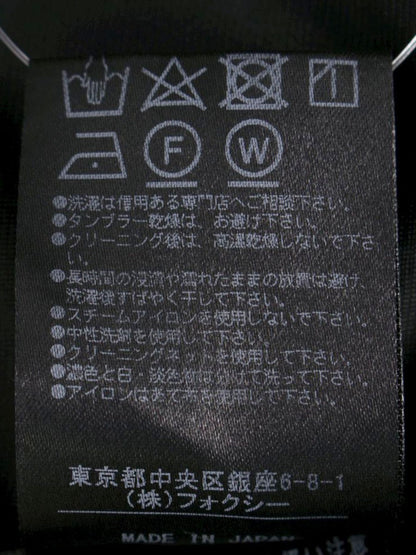 F W
●洗濯は信用ある専門店へご相談下さい。
●タンブラー乾燥は、お避け下さい。
●クリーニング後は、高温乾燥しないで下さ
い。
●長時間の浸漬や濡れたままの放置は避け、
洗濯後すばやく干して下さい。
●スチームアイロンを使用しないで下さい。
●中性洗剤を使用して下さい。
●クリーニングネットを使用して下さい。
●濃色と白・淡色物は分けて洗って下さい。
●アイロンはあて布を使用して下さい。
東京都中央区銀座6-8-1
(株)フォクシー
MADE IN JAPAN